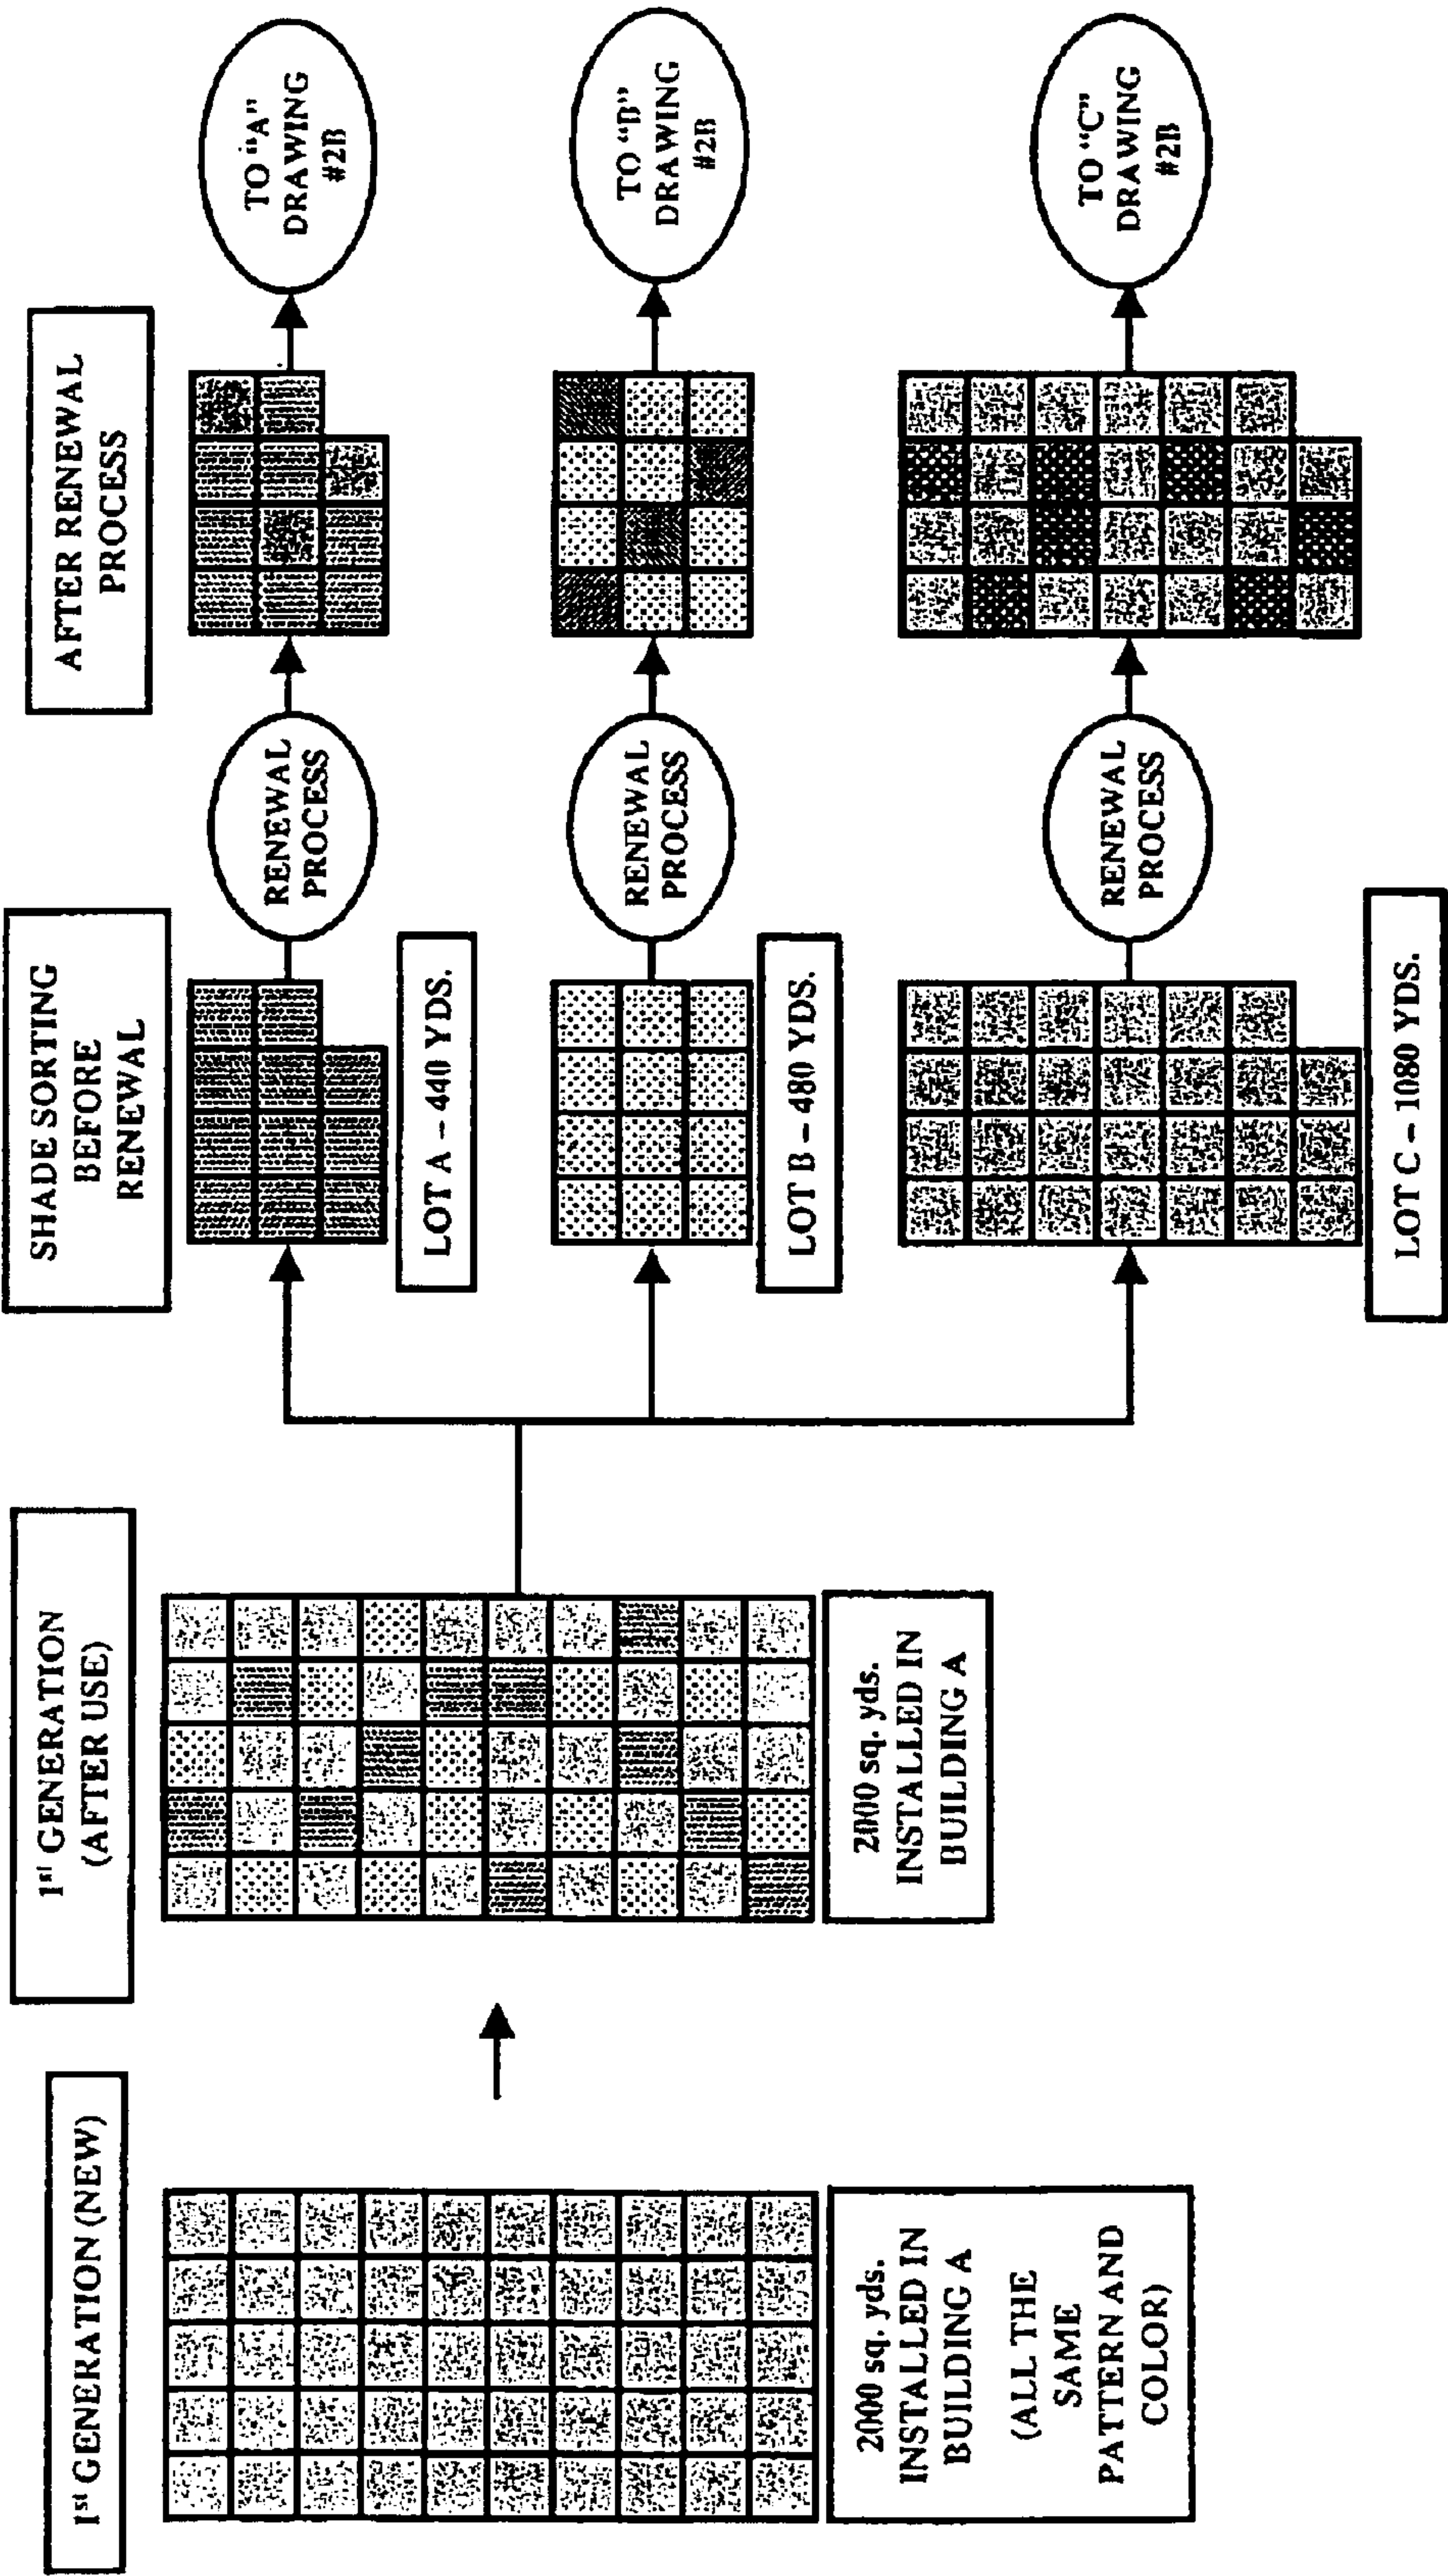 1st GENERATION (NEW)
2000 sq. yds.
INSTALLED IN
BUILDING A
(ALL THE
SAME
PATTERN AND
COLOR)
1st GENERATION
(AFTER USE)
2000 sq. yds.
INSTALLED IN
BUILDING A
SHADE SORTING
BEFORE
RENEWAL
LOT A – 440 YDS.
LOT B – 480 YDS.
LOT C – 1080 YDS.
RENEWAL
PROCESS
RENEWAL
PROCESS
RENEWAL
PROCESS
AFTER RENEWAL
PROCESS
TO "A"
DRAWING
#2B
TO "B"
DRAWING
#2B
TO "C"
DRAWING
#2B